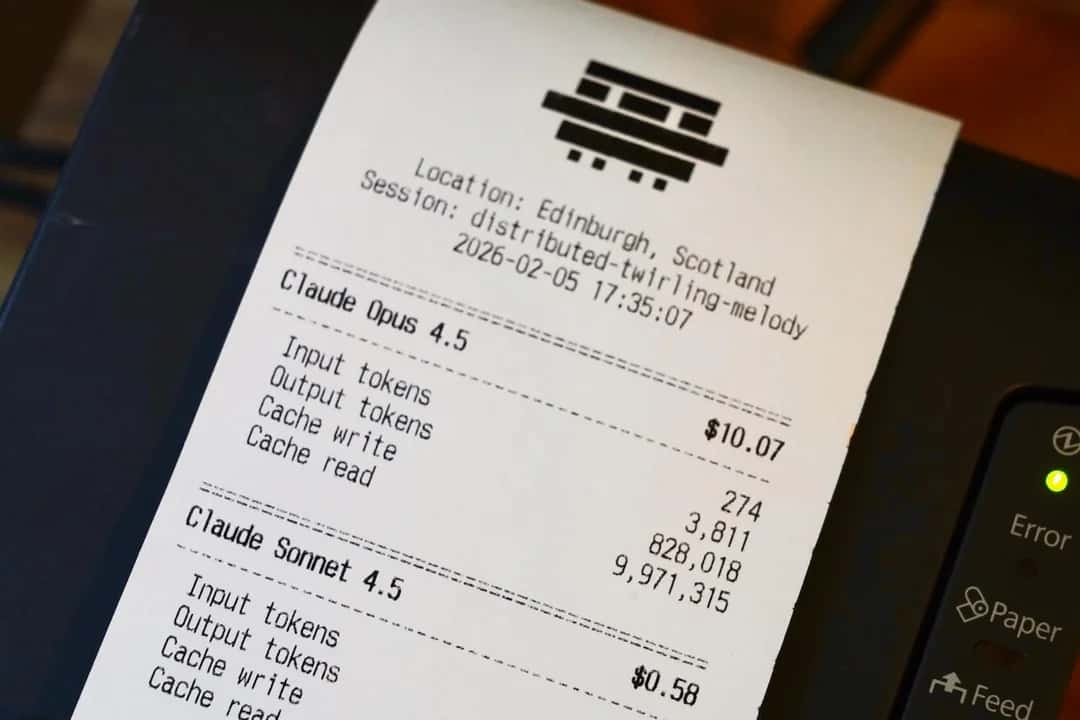 Location: Edinburgh, Scotland
Session: distributed-twirling-melody
2026-02-05 17:35:07
Claude Opus 4.5 $10.07
Input tokens 274
Output tokens 3,811
Cache write 828,018
Cache read 9,971,315
Claude Sonnet 4.5 $0.58
Input tokens
Output tokens
Cache write
Cache read
Error
Paper
Feed